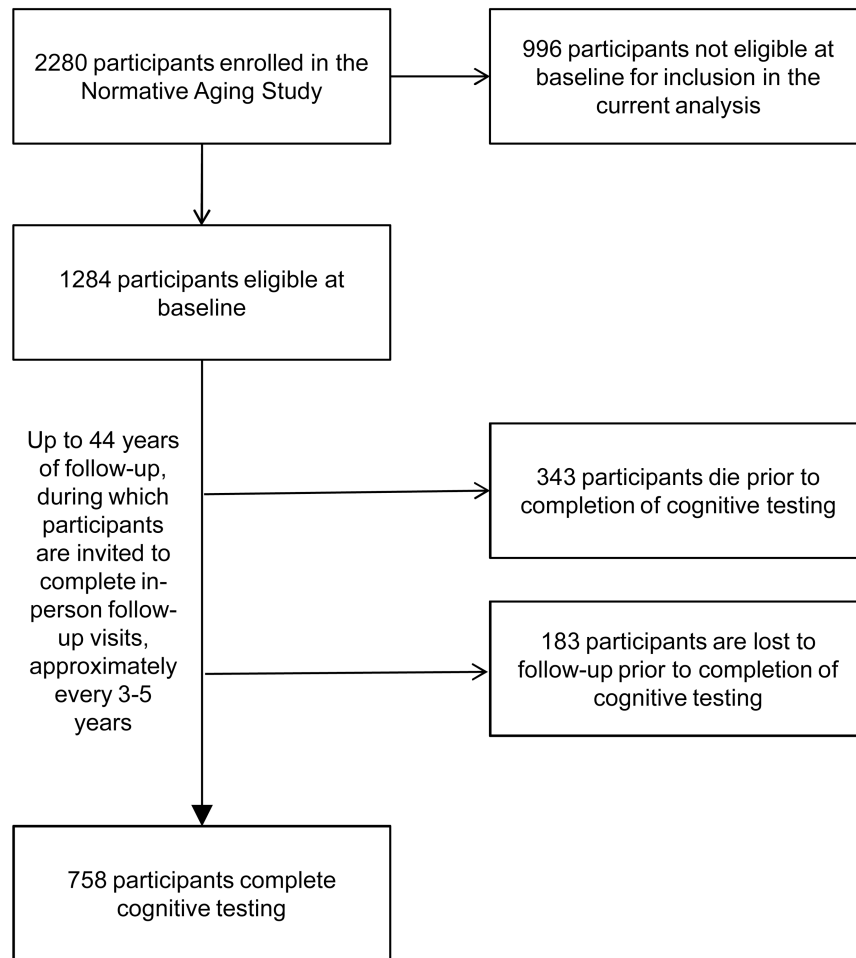 2280 participants enrolled in the
Normative Aging Study
996 participants not eligible at
baseline for inclusion in the
current analysis
1284 participants eligible at
baseline
Up to 44 years
of follow-up,
during which
participants
are invited to
complete in-
person follow-
up visits,
approximately
every 3-5
years
343 participants die prior to
completion of cognitive testing
183 participants are lost to
follow-up prior to completion of
cognitive testing
758 participants complete
cognitive testing